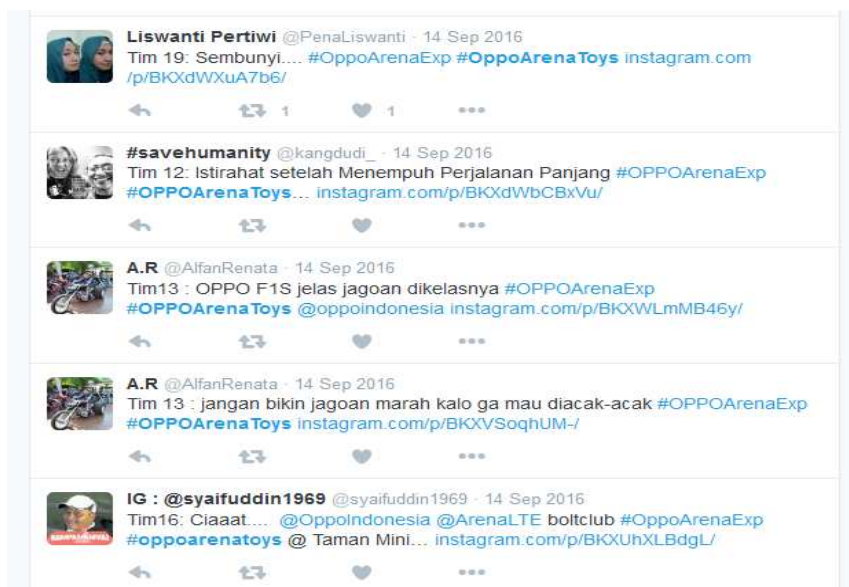 Liswanti Pertiwi @PenaLiswanti · 14 Sep 2016
Tim 19: Sembunyi.... #OppoArenaExp #OppoArenaToys instagram.com
/p/BKXdWXuA7b6/
1 1
#savehumanity @kangdudi_ · 14 Sep 2016
Tim 12: Istirahat setelah Menempuh Perjalanan Panjang #OPPOArenaExp
#OPPOArenaToys... instagram.com/p/BKXdWbCBxVu/
A.R @AlfanRenata · 14 Sep 2016
Tim13 : OPPO F1S jelas jagoan dikelasnya #OPPOArenaExp
#OPPOArenaToys @oppoindonesia instagram.com/p/BKXWLmMB46y/
A.R @AlfanRenata · 14 Sep 2016
Tim 13 : jangan bikin jagoan marah kalo ga mau diacak-acak #OPPOArenaExp
#OPPOArenaToys instagram.com/p/BKXVSoqhUM-/
IG : @syaifuddin1969 @syaifuddin1969 · 14 Sep 2016
Tim16: Ciaaat.... @OppoIndonesia @ArenaLTE boltclub #OppoArenaExp
#oppoarenatoys @ Taman Mini... instagram.com/p/BKXUhXLBdgL/